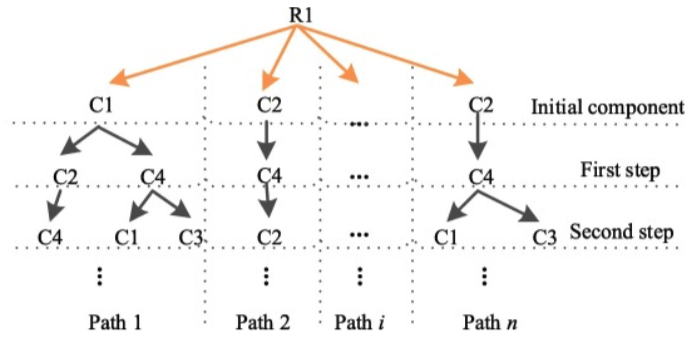 R1
C1 C2 ... C2 Initial component
C2 C4 C4 ... C4 First step
C4 C1 C3 C2 ... C1 C3 Second step
Path 1 Path 2 Path i Path n